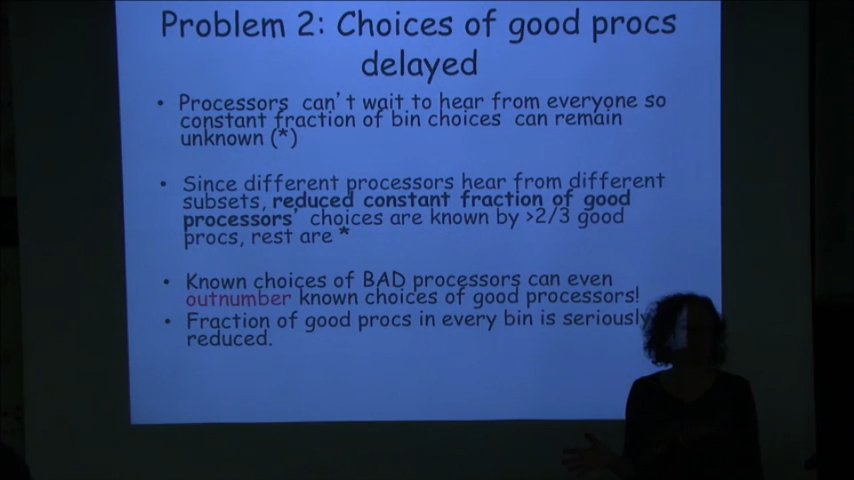 Problem 2: Choices of good procs
delayed
• Processors can't wait to hear from everyone so
constant fraction of bin choices can remain
unknown (*)
• Since different processors hear from different
subsets, reduced constant fraction of good
processors' choices are known by >2/3 good
procs, rest are *
• Known choices of BAD processors can even
outnumber known choices of good processors!
• Fraction of good procs in every bin is seriously
reduced.